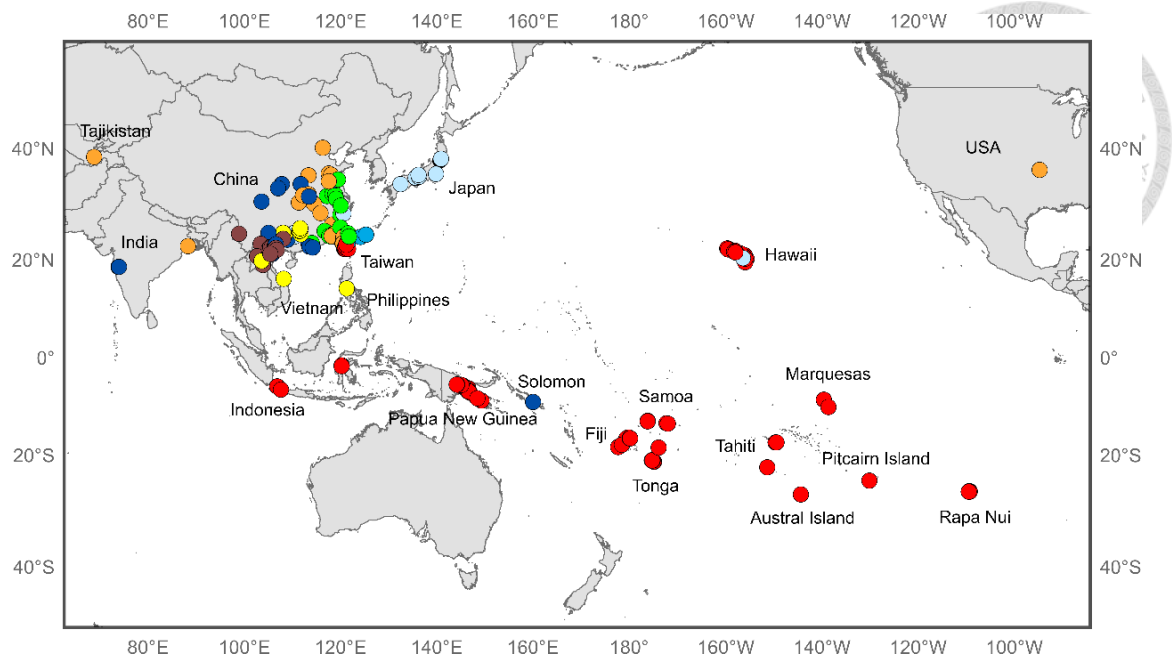 80°E 100°E 120°E 140°E 160°E 180° 160°W 140°W 120°W 100°W
Tajikistan
40°N China Japan USA 40°N
India
20°N Taiwan Hawaii 20°N
Vietnam Philippines
0° 0°
Solomon Marquesas
Indonesia Papua New Guinea Samoa
Fiji Tahiti
20°S Pitcairn Island 20°S
Tonga
Austral Island Rapa Nui
40°S 40°S
80°E 100°E 120°E 140°E 160°E 180° 160°W 140°W 120°W 100°W